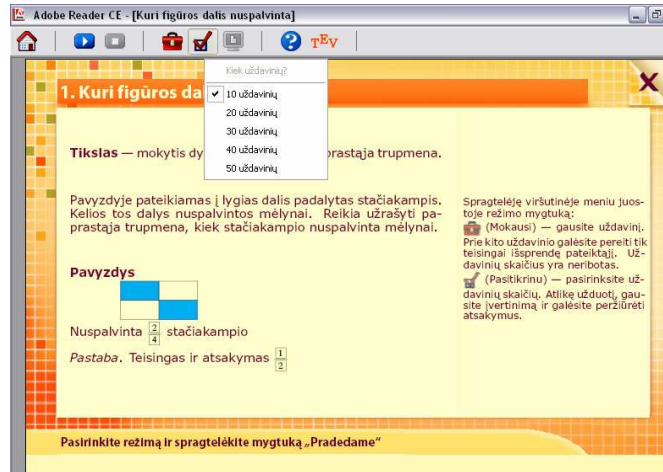 Adobe Reader CE - [Kuri figūros dalis nuspalvinta]
TEV
Kiek uždavinių?
10 uždavinių
20 uždavinių
30 uždavinių
40 uždavinių
50 uždavinių
1. Kuri figūros da
X
Tikslas — mokytis dy prastąja trupmena.
Pavyzdyje pateikiamas į lygias dalis padalytas stačiakampis.
Kelios tos dalys nuspalvintos mėlynai. Reikia užrašyti pa-
prastąja trupmena, kiek stačiakampio nuspalvinta mėlynai.
Pavyzdys
Nuspalvinta 2/4 stačiakampio
Pastaba. Teisingas ir atsakymas 1/2
Spragtelėję viršutinėje meniu juos-
toje režimo mygtuką:
(Mokausi) — gausite uždavinį.
Prie kito uždavinio galėsite pereiti tik
teisingai išsprendę pateiktąjį. Už-
davinių skaičius yra neribotas.
(Pasitikrinu) — pasirinksite už-
davinių skaičių. Atlikę užduotį, gau-
site įvertinimą ir galėsite peržiūrėti
atsakymus.
Pasirinkite režimą ir spragtelėkite mygtuką „Pradedame“